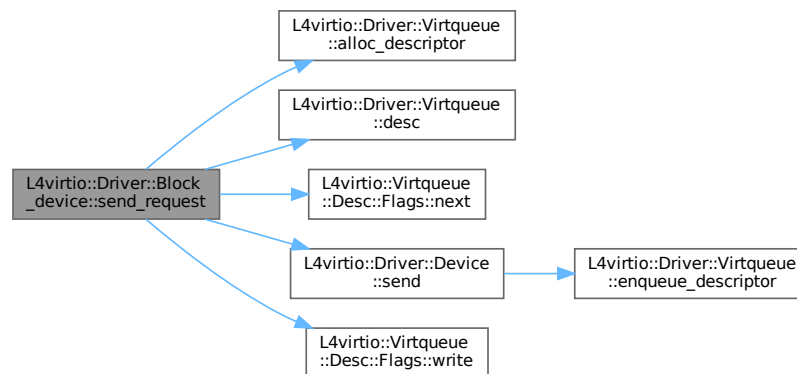 L4virtio::Driver::Virtqueue
::alloc_descriptor
L4virtio::Driver::Virtqueue
::desc
L4virtio::Driver::Block
_device::send_request
L4virtio::Virtqueue
::Desc::Flags::next
L4virtio::Driver::Device
::send
L4virtio::Driver::Virtqueue
::enqueue_descriptor
L4virtio::Virtqueue
::Desc::Flags::write